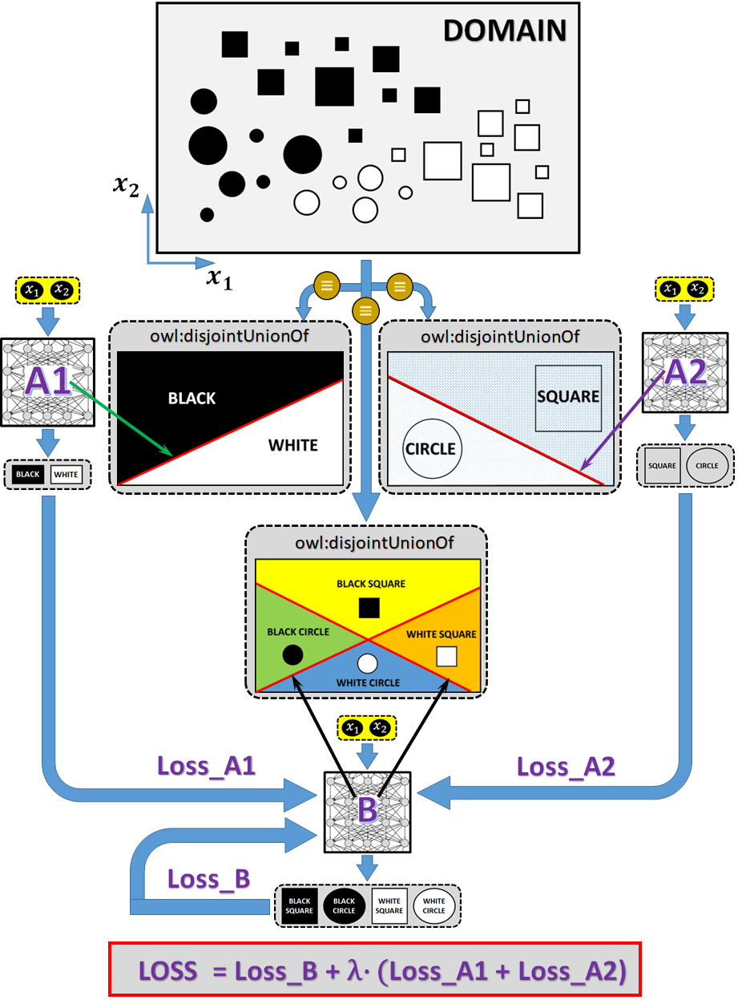 DOMAIN
x₂
x₁
x₁ x₂
x₁ x₂
≡ ≡
≡
owl:disjointUnionOf
owl:disjointUnionOf
A1
A2
BLACK
WHITE
SQUARE
CIRCLE
BLACK WHITE
SQUARE CIRCLE
owl:disjointUnionOf
BLACK SQUARE
BLACK CIRCLE
WHITE SQUARE
WHITE CIRCLE
x₁ x₂
Loss_A1
Loss_A2
B
Loss_B
BLACK
SQUARE
BLACK
CIRCLE
WHITE
SQUARE
WHITE
CIRCLE
LOSS = Loss_B + λ· (Loss_A1 + Loss_A2)